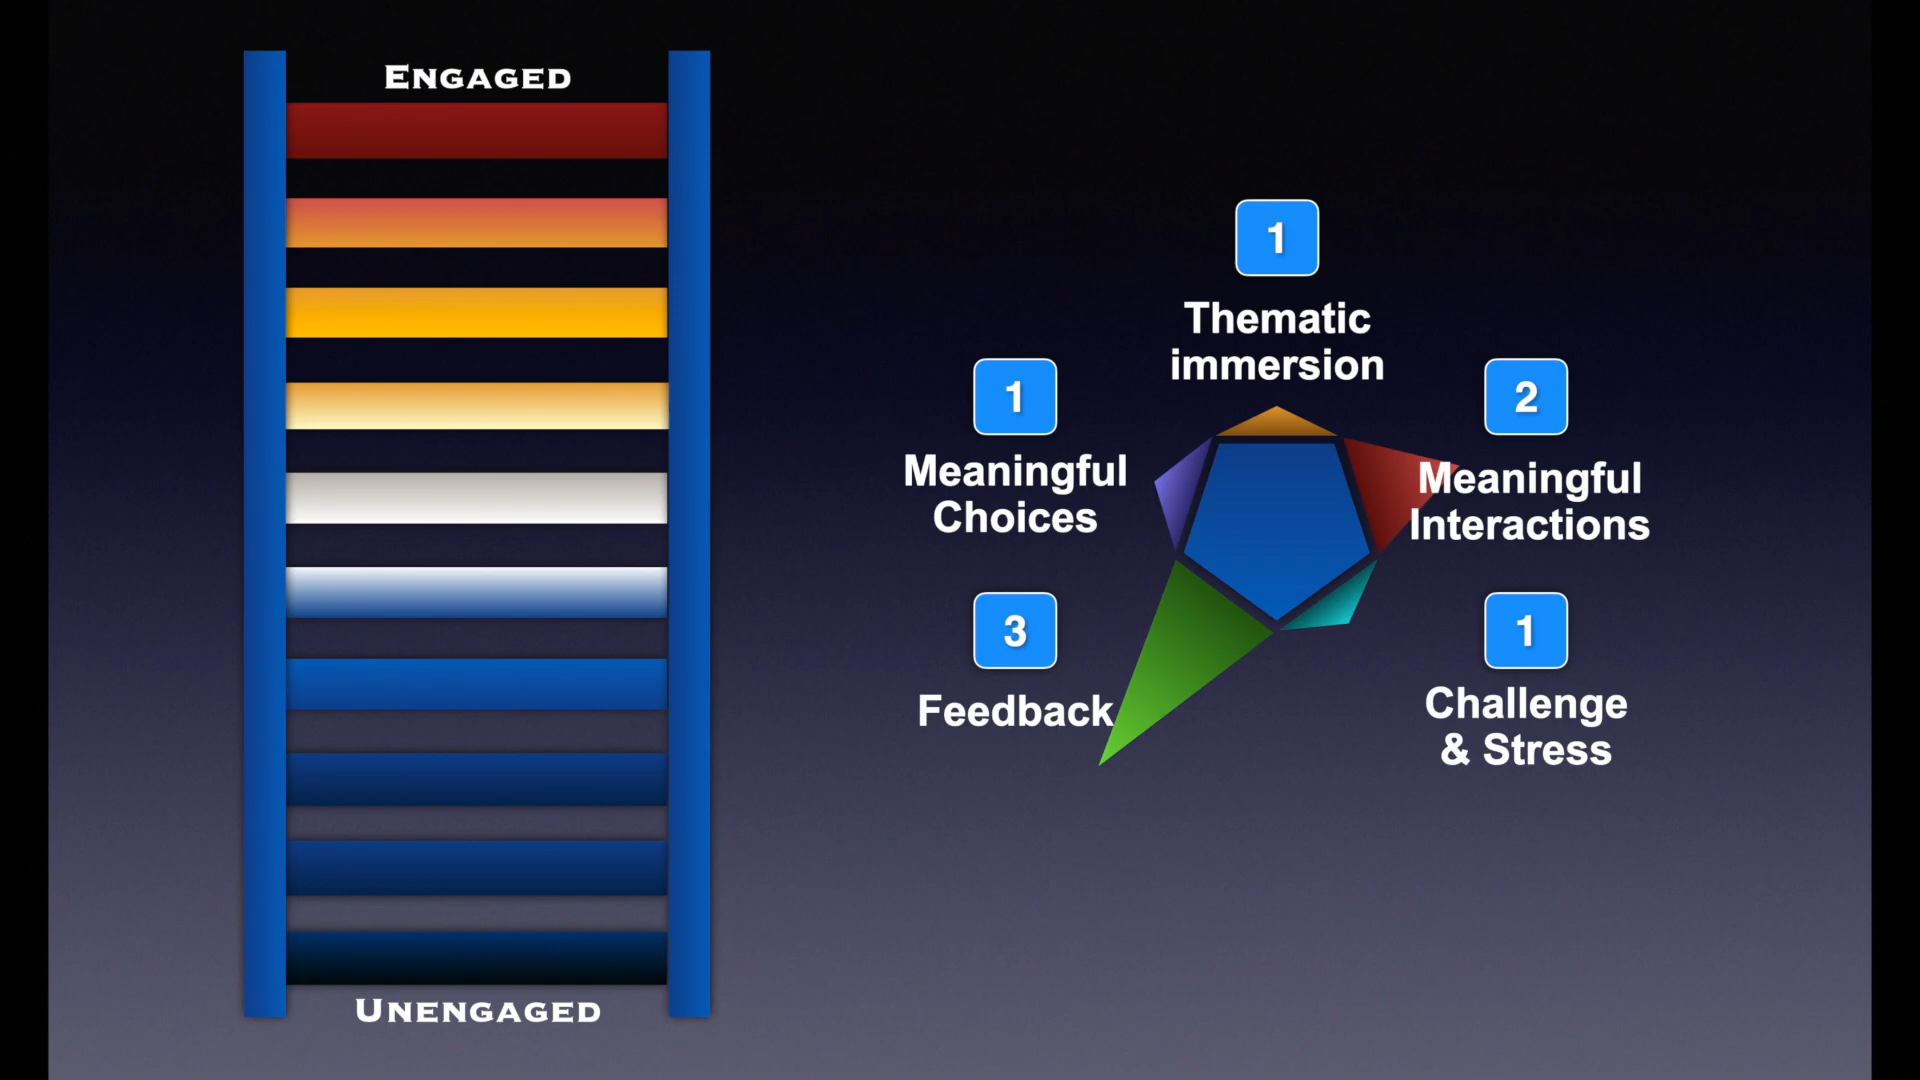 ENGAGED
UNENGAGED
1
Thematic
immersion
1
Meaningful
Choices
2
Meaningful
Interactions
3
Feedback
1
Challenge
& Stress